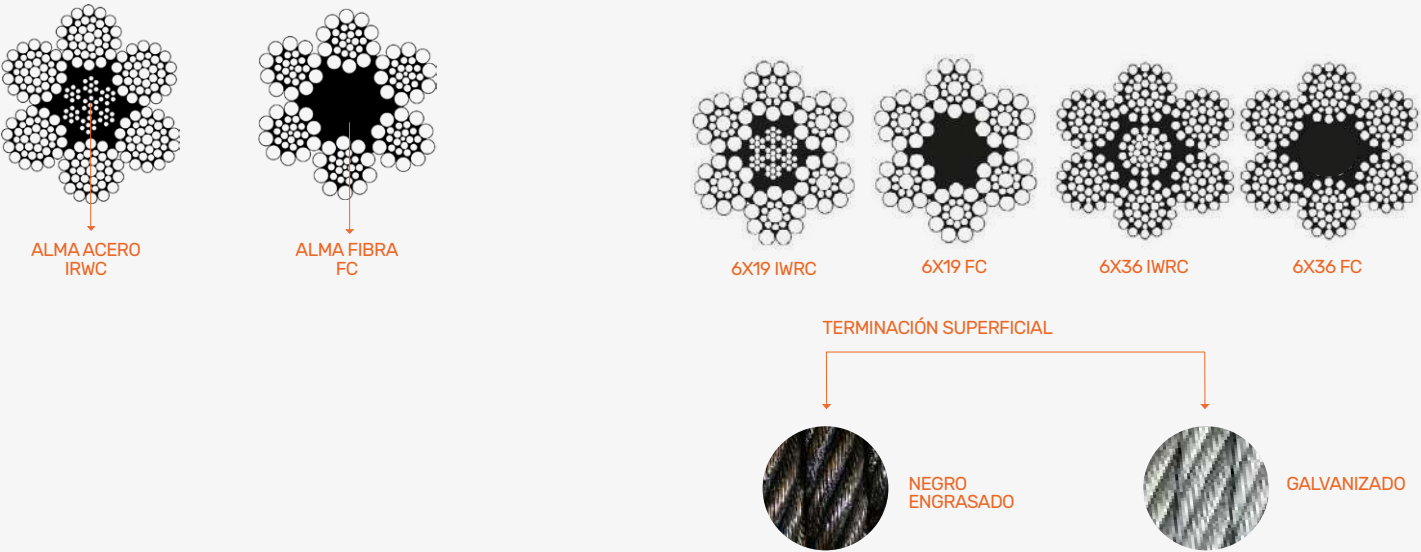 ALMA ACERO
IRWC
ALMA FIBRA
FC
6X19 IWRC
6X19 FC
6X36 IWRC
6X36 FC
TERMINACIÓN SUPERFICIAL
NEGRO
ENGRASADO
GALVANIZADO